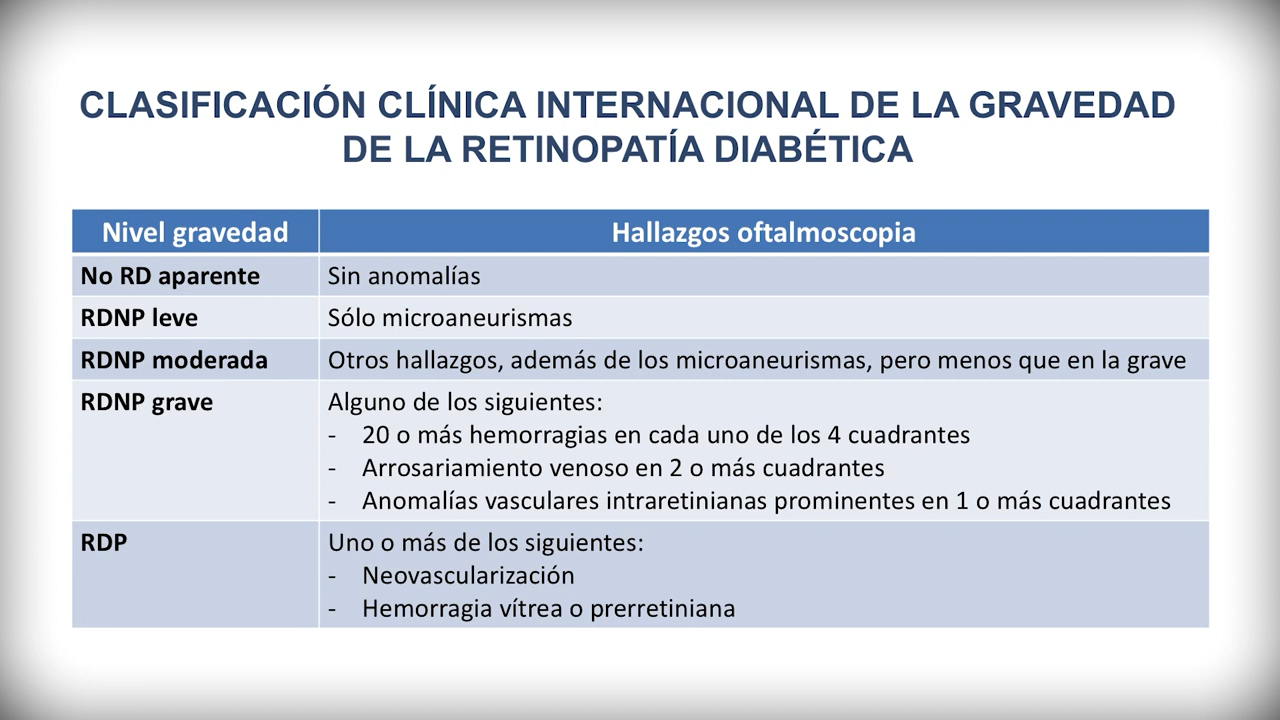 CLASIFICACIÓN CLÍNICA INTERNACIONAL DE LA GRAVEDAD
DE LA RETINOPATÍA DIABÉTICA
Nivel gravedad Hallazgos oftalmoscopia
No RD aparente Sin anomalías
RDNP leve Sólo microaneurismas
RDNP moderada Otros hallazgos, además de los microaneurismas, pero menos que en la grave
RDNP grave Alguno de los siguientes:
- 20 o más hemorragias en cada uno de los 4 cuadrantes
- Arrosariamiento venoso en 2 o más cuadrantes
- Anomalías vasculares intraretinianas prominentes en 1 o más cuadrantes
RDP Uno o más de los siguientes:
- Neovascularización
- Hemorragia vítrea o prerretiniana